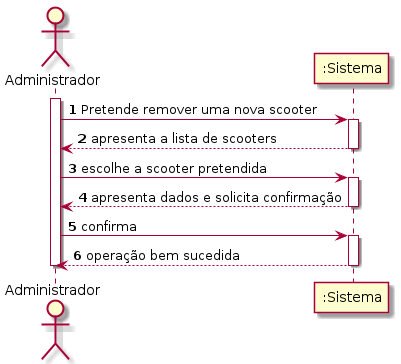 Administrador
:Sistema
1 Pretende remover uma nova scooter
2 apresenta a lista de scooters
3 escolhe a scooter pretendida
4 apresenta dados e solicita confirmação
5 confirma
6 operação bem sucedida
Administrador
:Sistema